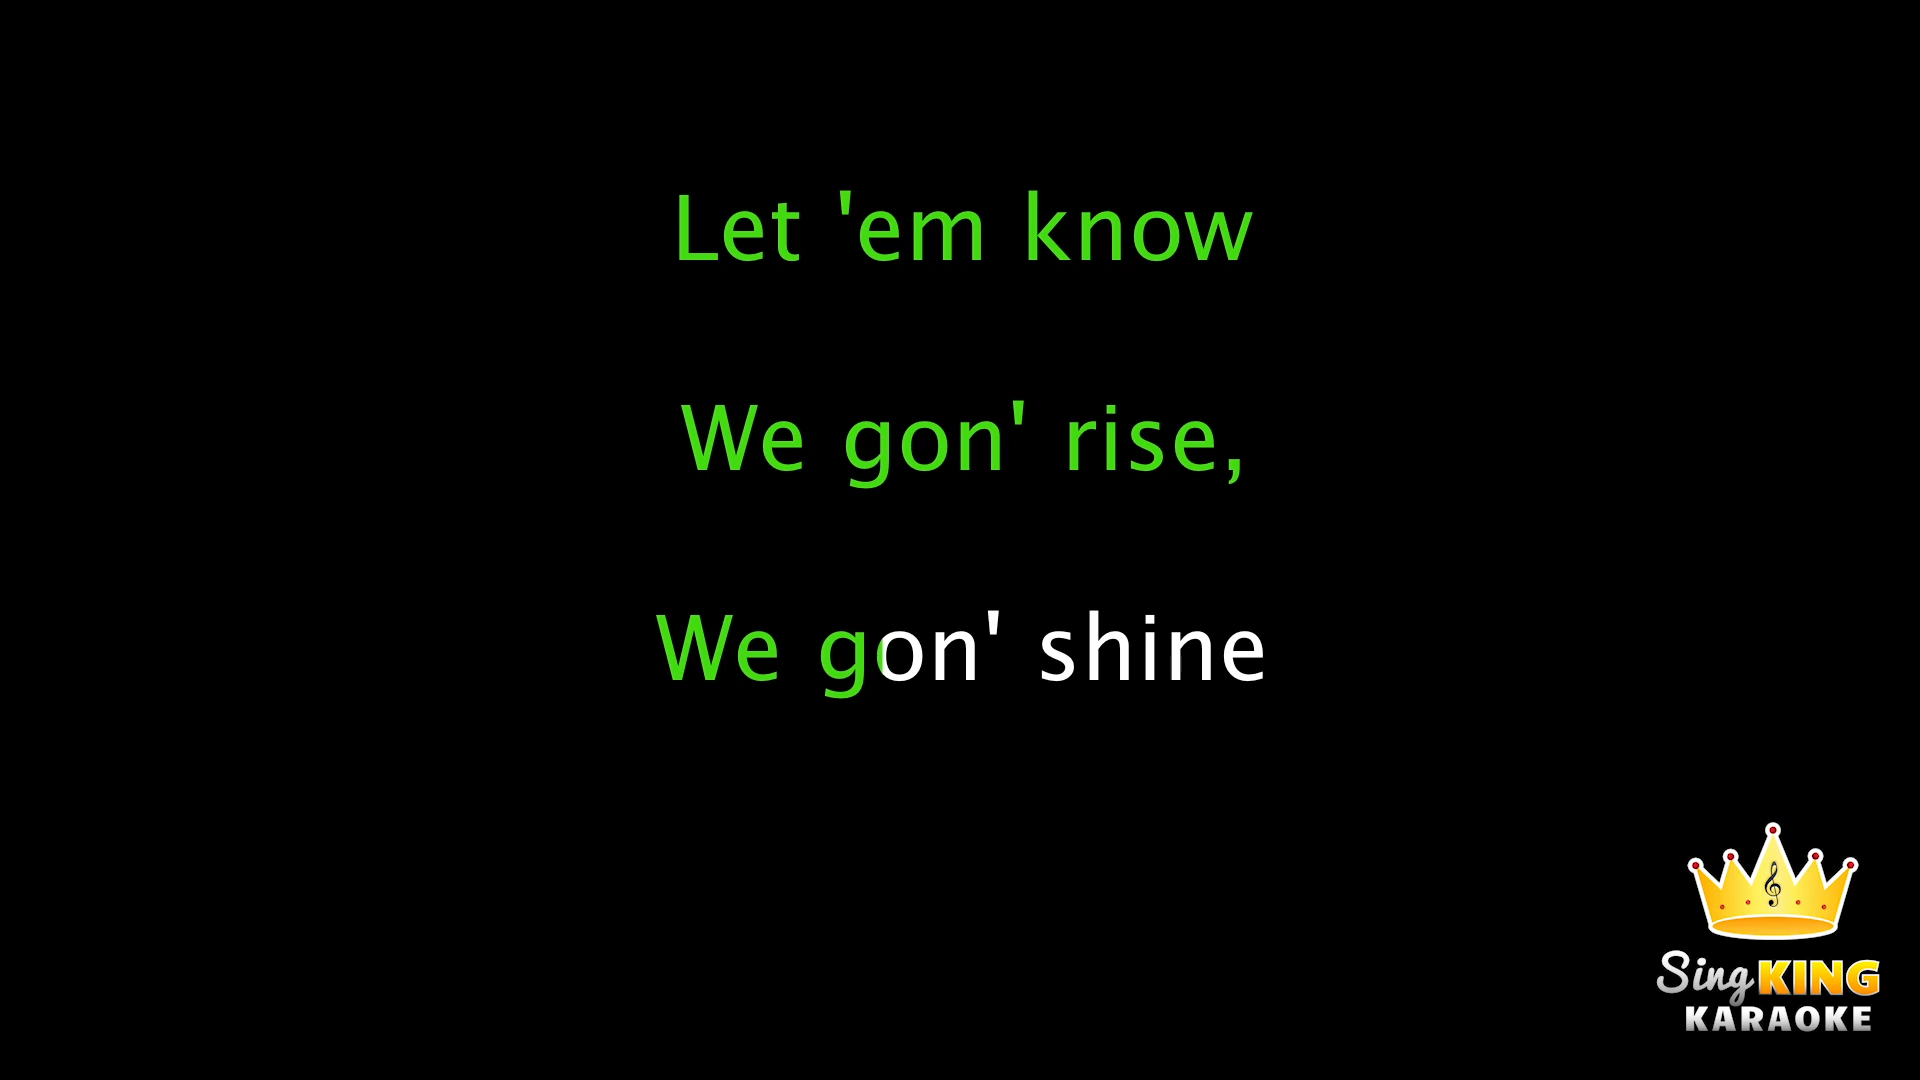 Let 'em know
We gon' rise,
We gon' shine
Sing KING
KARAOKE